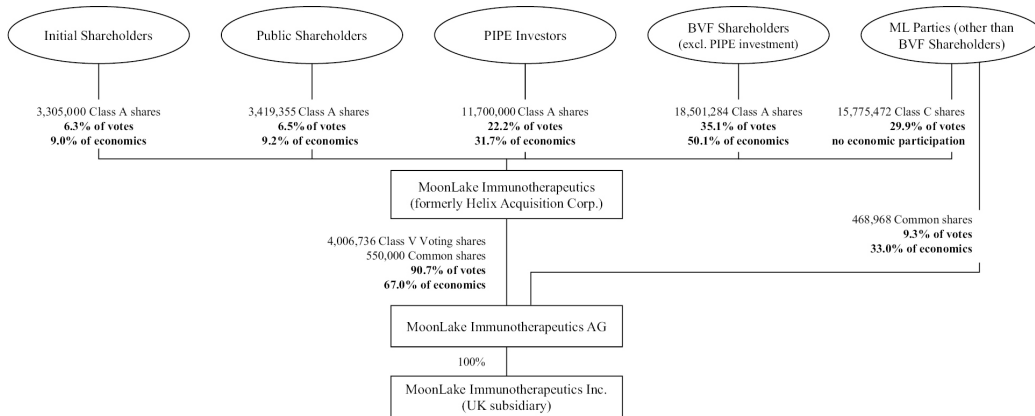 Initial Shareholders
Public Shareholders
PIPE Investors
BVF Shareholders
(excl. PIPE investment)
ML Parties (other than
BVF Shareholders)
3,305,000 Class A shares
6.3% of votes
9.0% of economics
3,419,355 Class A shares
6.5% of votes
9.2% of economics
11,700,000 Class A shares
22.2% of votes
31.7% of economics
18,501,284 Class A shares
35.1% of votes
50.1% of economics
15,775,472 Class C shares
29.9% of votes
no economic participation
MoonLake Immunotherapeutics
(formerly Helix Acquisition Corp.)
4,006,736 Class V Voting shares
550,000 Common shares
90.7% of votes
67.0% of economics
468,968 Common shares
9.3% of votes
33.0% of economics
MoonLake Immunotherapeutics AG
100%
MoonLake Immunotherapeutics Inc.
(UK subsidiary)